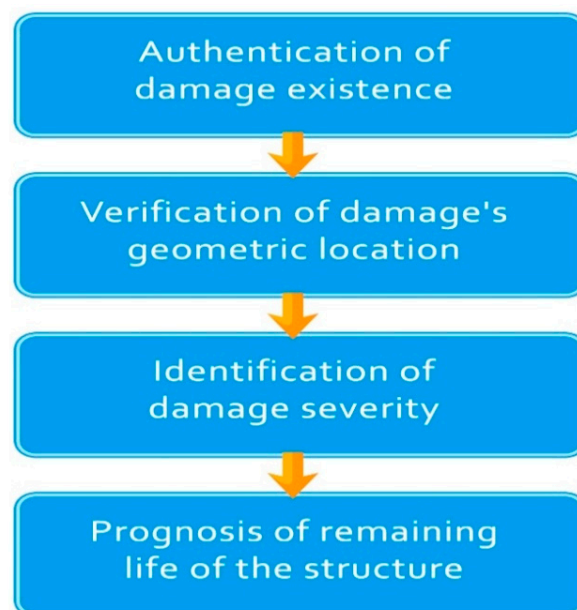 Authentication of
damage existence
Verification of damage's
geometric location
Identification of
damage severity
Prognosis of remaining
life of the structure